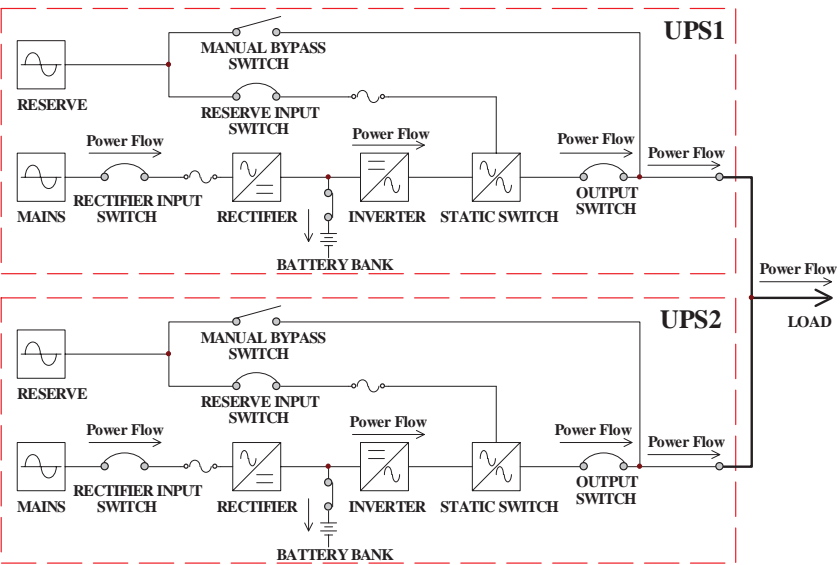 UPS1
MANUAL BYPASS
SWITCH
RESERVE
RESERVE INPUT
SWITCH
Power Flow
Power Flow
Power Flow
Power Flow
MAINS
RECTIFIER INPUT
SWITCH
RECTIFIER
INVERTER
STATIC SWITCH
OUTPUT
SWITCH
BATTERY BANK
Power Flow
LOAD
UPS2
MANUAL BYPASS
SWITCH
RESERVE
RESERVE INPUT
SWITCH
Power Flow
Power Flow
Power Flow
Power Flow
MAINS
RECTIFIER INPUT
SWITCH
RECTIFIER
INVERTER
STATIC SWITCH
OUTPUT
SWITCH
BATTERY BANK